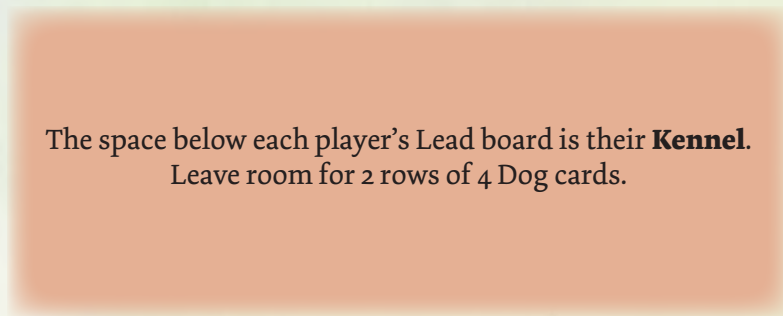 The space below each player’s Lead board is their Kennel.
Leave room for 2 rows of 4 Dog cards.